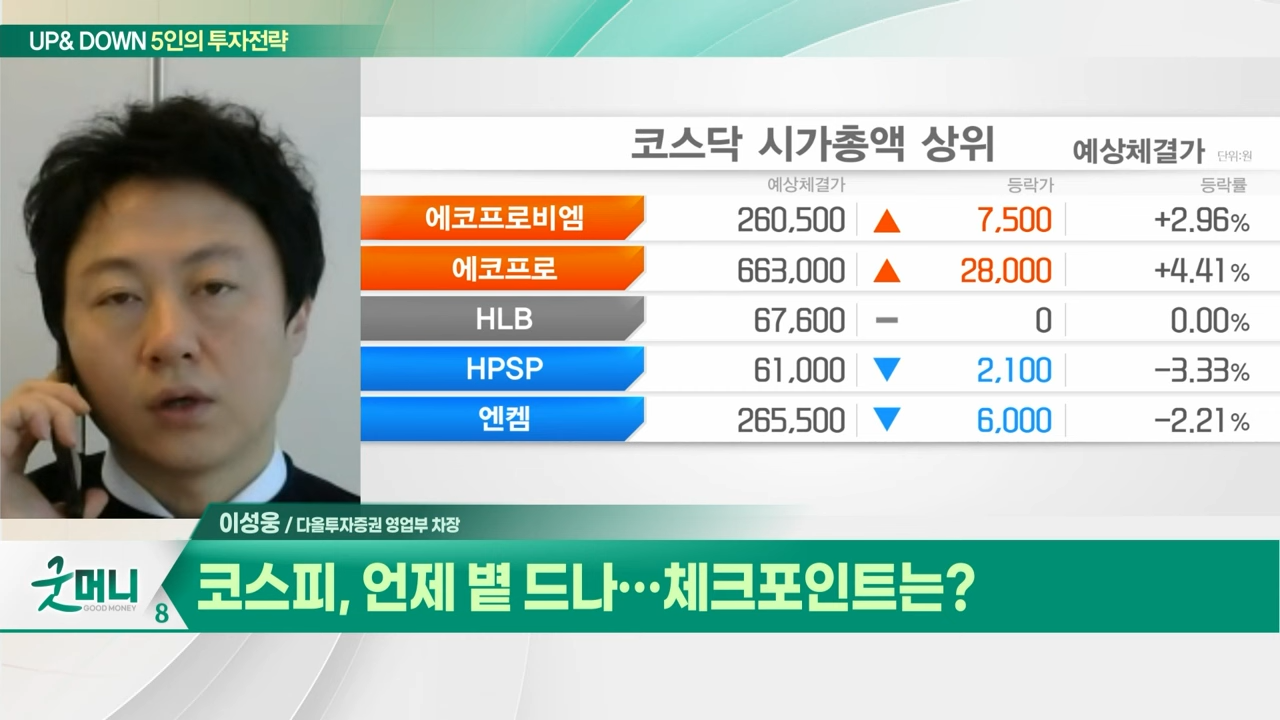 UP& DOWN 5인의 투자전략
코스닥 시가총액 상위 예상체결가 단위:원
예상체결가 등락가 등락률
에코프로비엠 260,500 ▲ 7,500 +2.96%
에코프로 663,000 ▲ 28,000 +4.41%
HLB 67,600 - 0 0.00%
HPSP 61,000 ▼ 2,100 -3.33%
엔켐 265,500 ▼ 6,000 -2.21%
이성웅 / 다올투자증권 영업부 차장
굿머니
GOOD MONEY
8
코스피, 언제 볕 드나…체크포인트는?